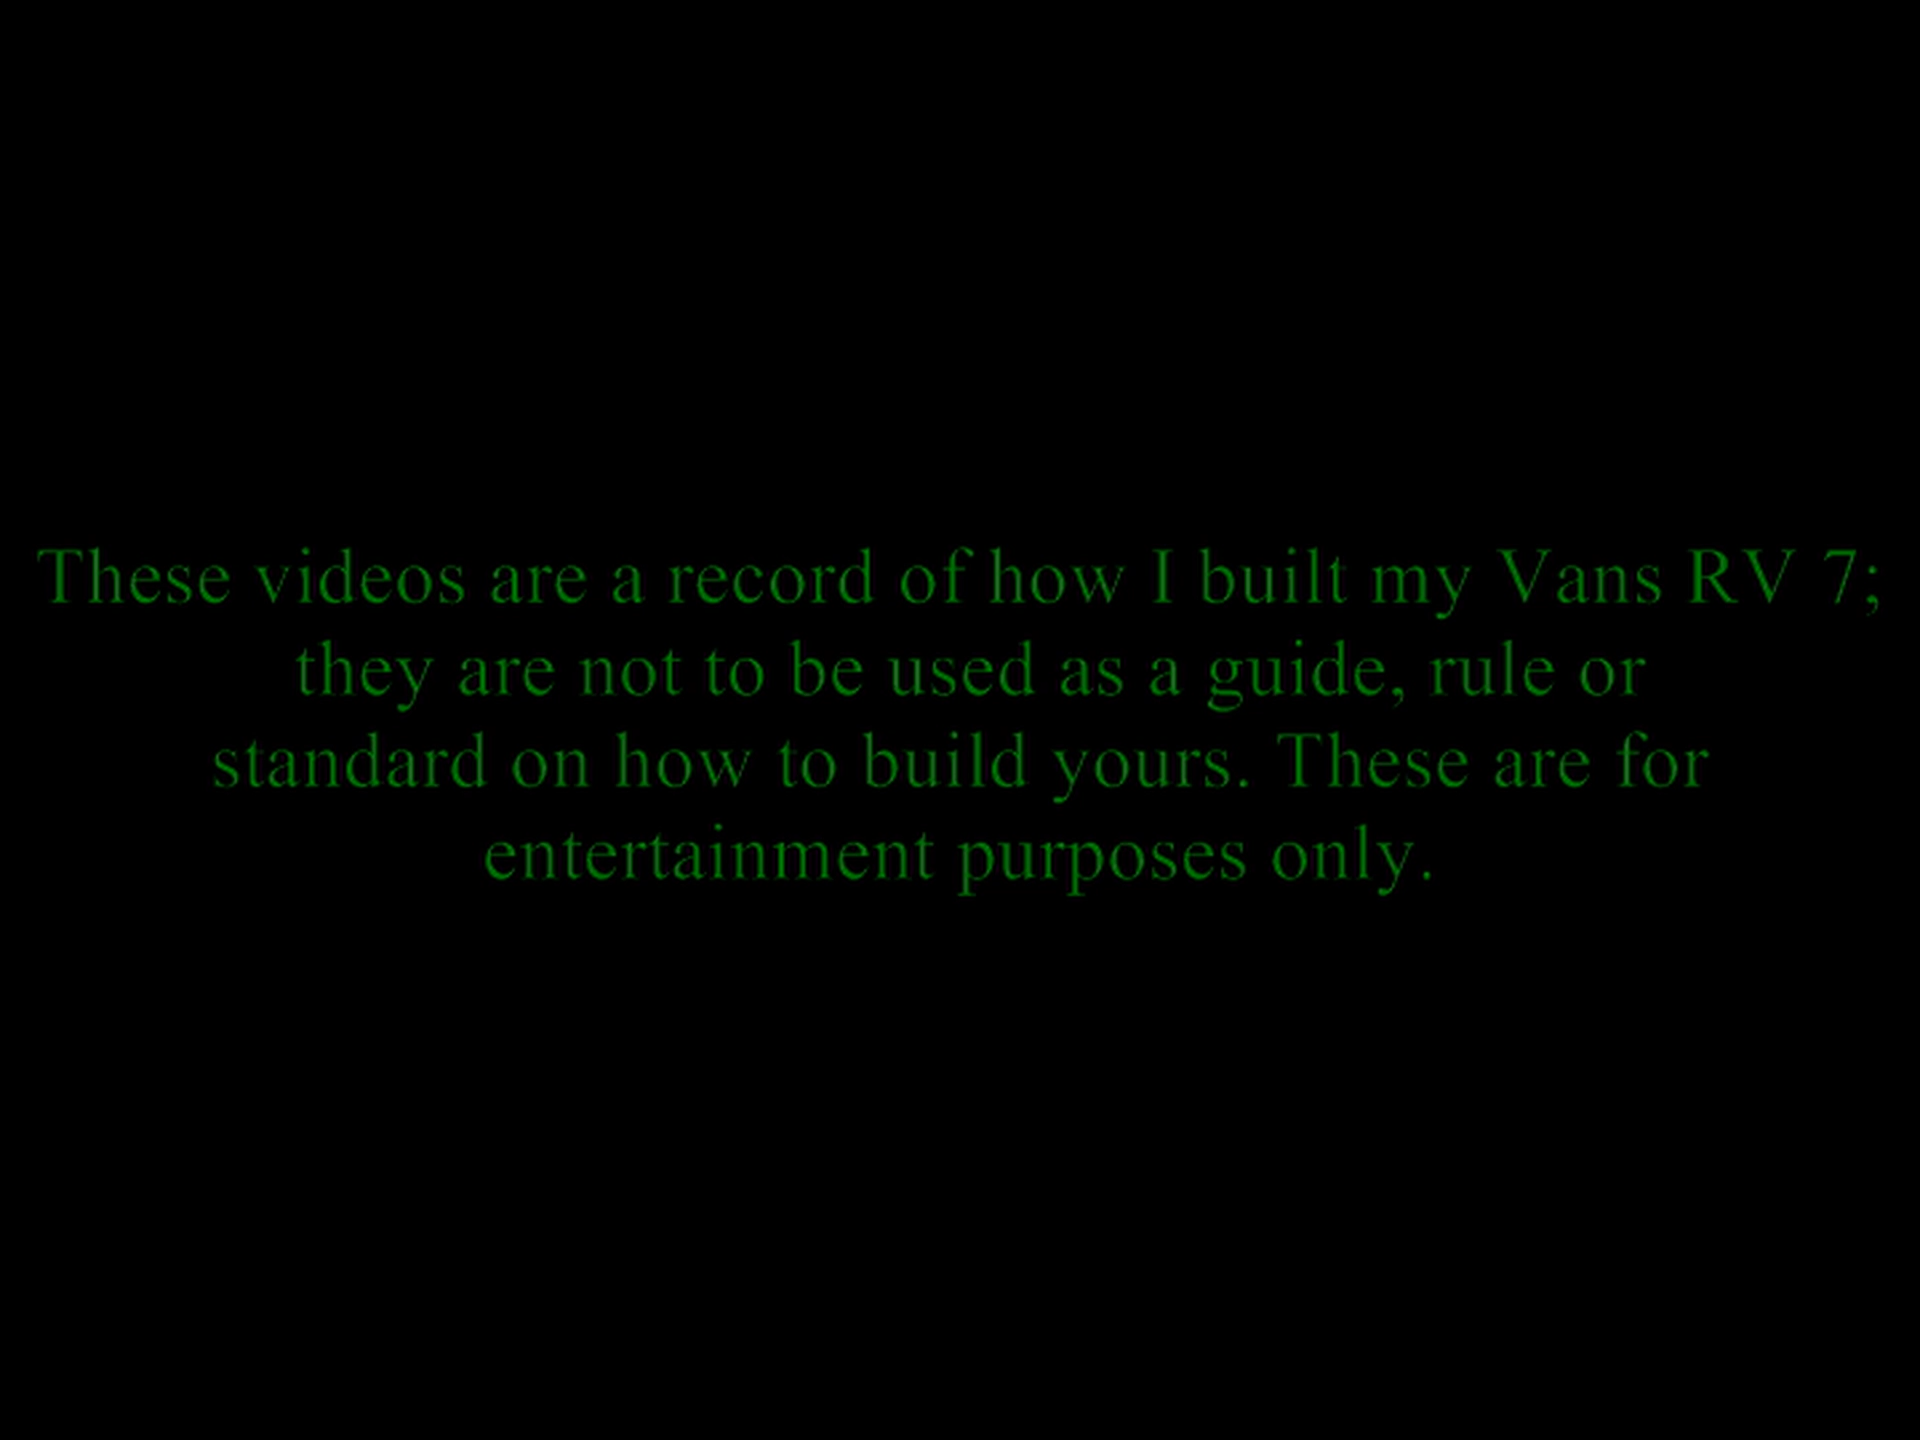 These videos are a record of how I built my Vans RV 7;
they are not to be used as a guide, rule or
standard on how to build yours. These are for
entertainment purposes only.